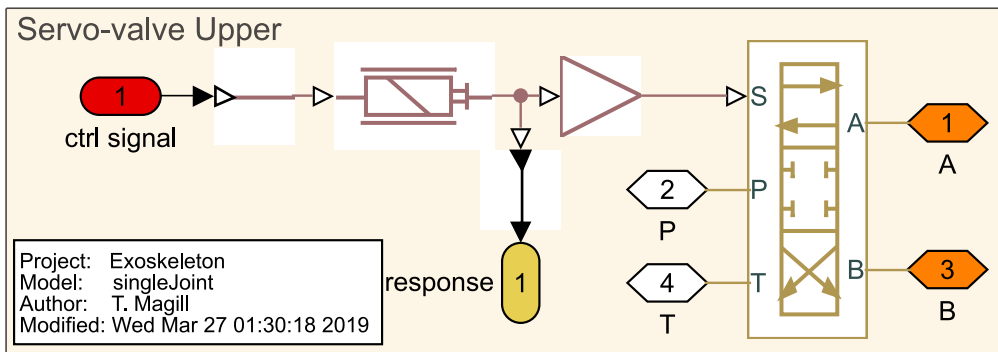 Servo-valve Upper
1
ctrl signal
S
A
1
A
P
2
P
B
3
B
T
4
T
response
1
Project: Exoskeleton
Model: singleJoint
Author: T. Magill
Modified: Wed Mar 27 01:30:18 2019